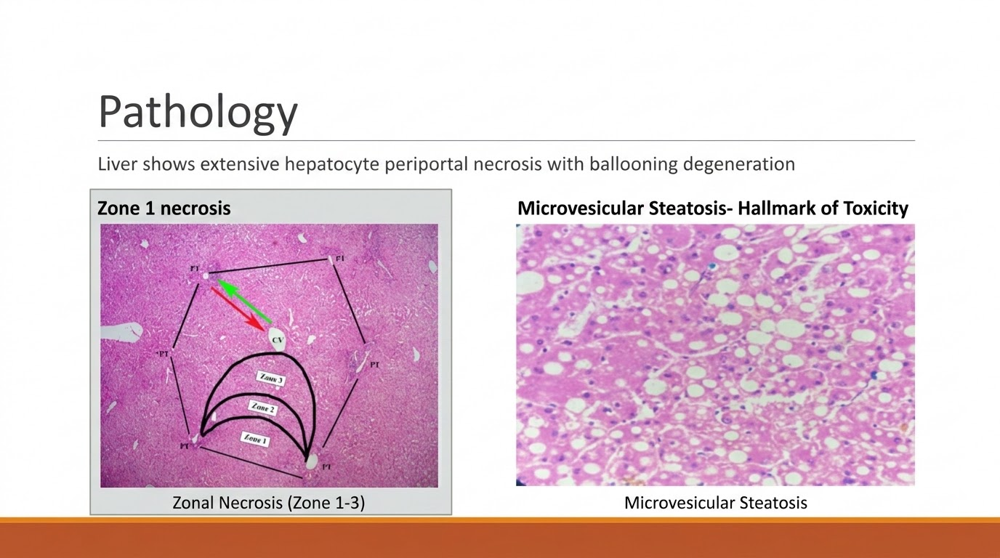 Pathology
Liver shows extensive hepatocyte periportal necrosis with ballooning degeneration
Zone 1 necrosis
PT
PT
CV
PT
PT
Zone 3
Zone 2
Zone 1
PT
PT
Zonal Necrosis (Zone 1-3)
Microvesicular Steatosis- Hallmark of Toxicity
Microvesicular Steatosis